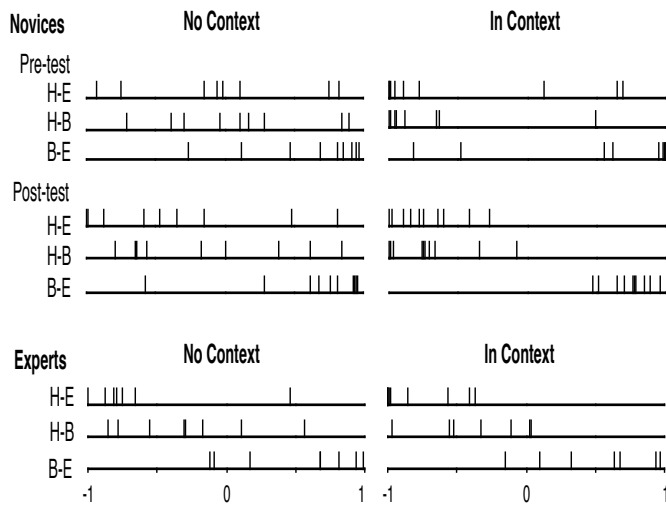 Novices No Context In Context
Pre-test
H-E
H-B
B-E
Post-test
H-E
H-B
B-E
Experts No Context In Context
H-E
H-B
B-E
-1 0 1 -1 0 1